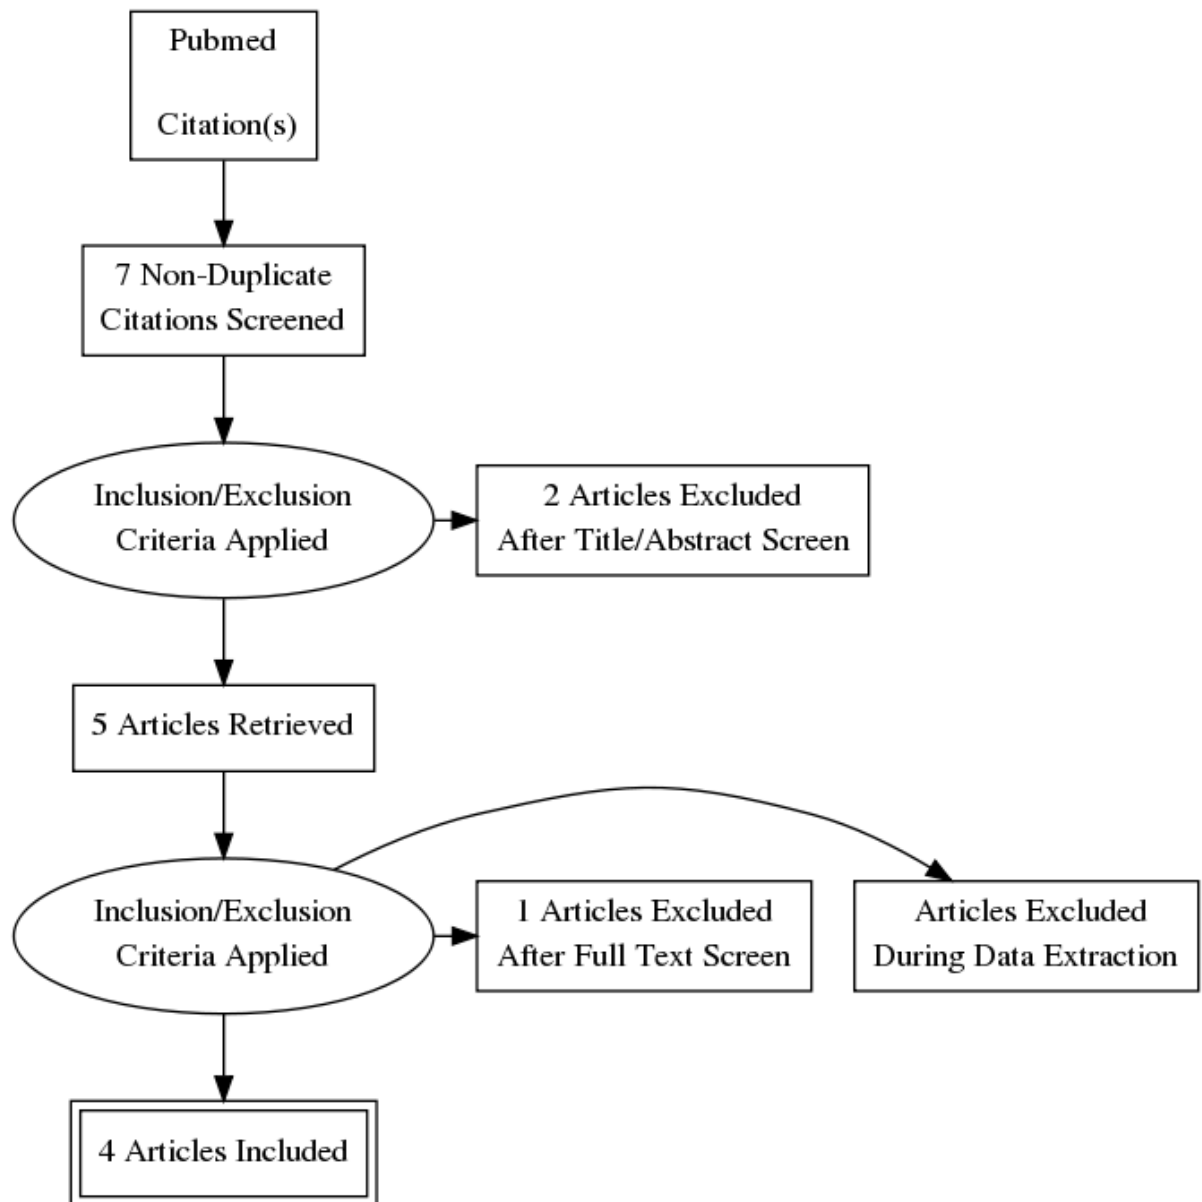 Pubmed
Citation(s)
7 Non-Duplicate
Citations Screened
Inclusion/Exclusion
Criteria Applied
2 Articles Excluded
After Title/Abstract Screen
5 Articles Retrieved
Inclusion/Exclusion
Criteria Applied
1 Articles Excluded
After Full Text Screen
Articles Excluded
During Data Extraction
4 Articles Included